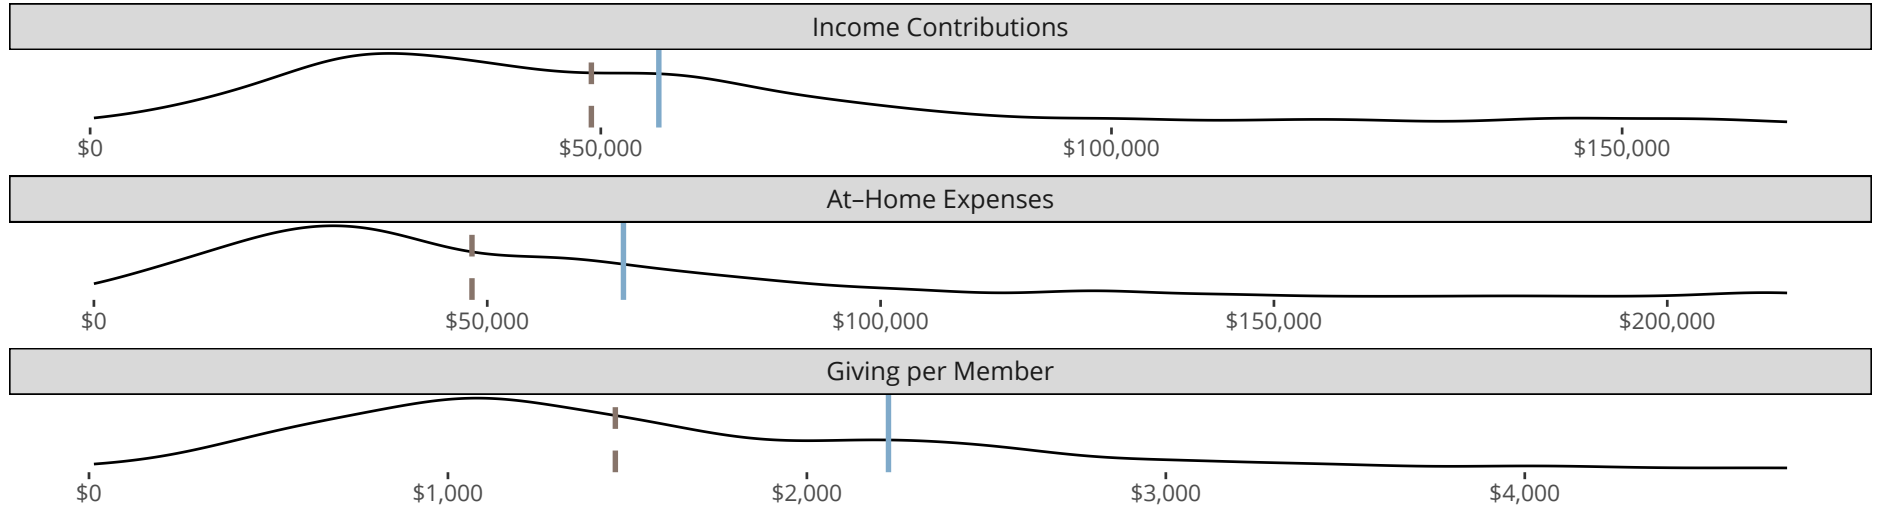 Income Contributions
$0 $50,000 $100,000 $150,000
At–Home Expenses
$0 $50,000 $100,000 $150,000 $200,000
Giving per Member
$0 $1,000 $2,000 $3,000 $4,000